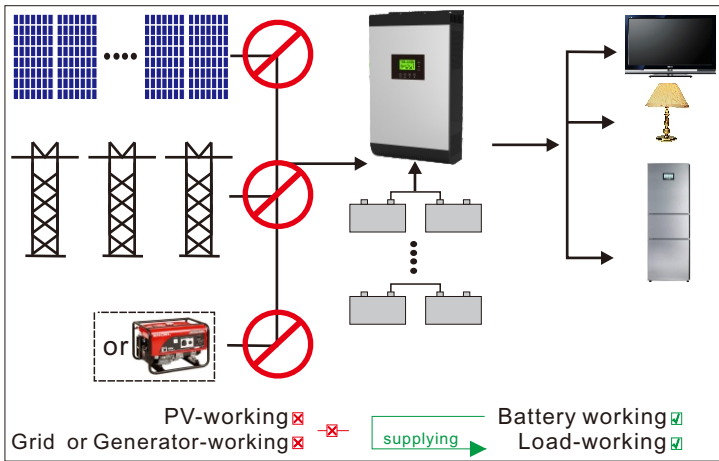 or
PV-working
Grid or Generator-working
supplying
Battery working
Load-working